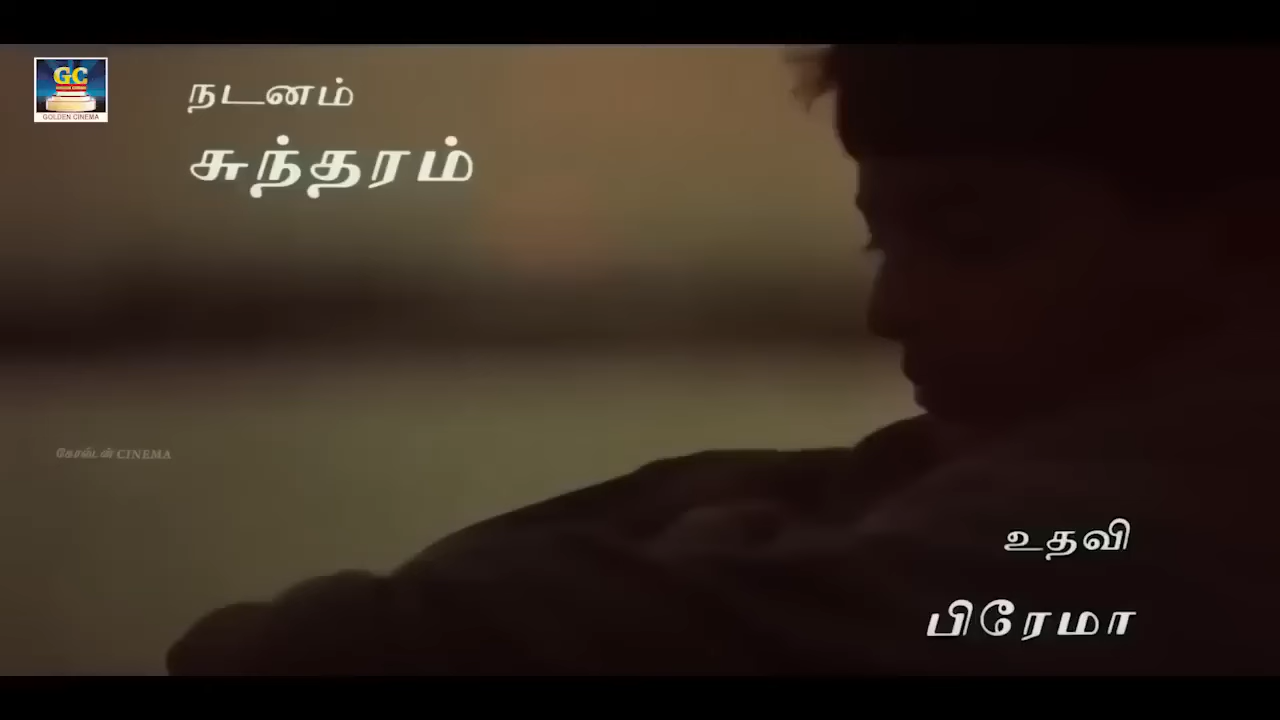 GC
GOLDEN CINEMA
நடனம்
சுந்தரம்
கோல்டன் CINEMA
உதவி
பிரேமா